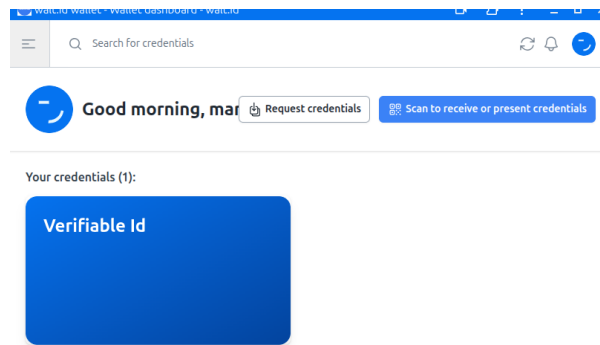 walt.id wallet - Wallet dashboard - walt.id
Search for credentials
Good morning, mar
Request credentials
Scan to receive or present credentials
Your credentials (1):
Verifiable Id